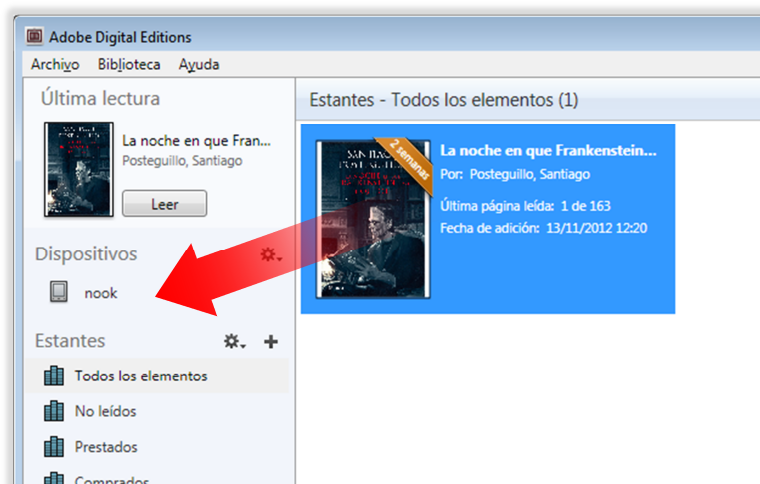 Adobe Digital Editions
Archivo Biblioteca Ayuda
Última lectura
La noche en que Fran...
Posteguillo, Santiago
Leer
Dispositivos
nook
Estantes
Todos los elementos
No leídos
Prestados
Comprados
Estantes - Todos los elementos (1)
2 semanas
La noche en que Frankenstein...
Por: Posteguillo, Santiago
Última página leída: 1 de 163
Fecha de adición: 13/11/2012 12:20